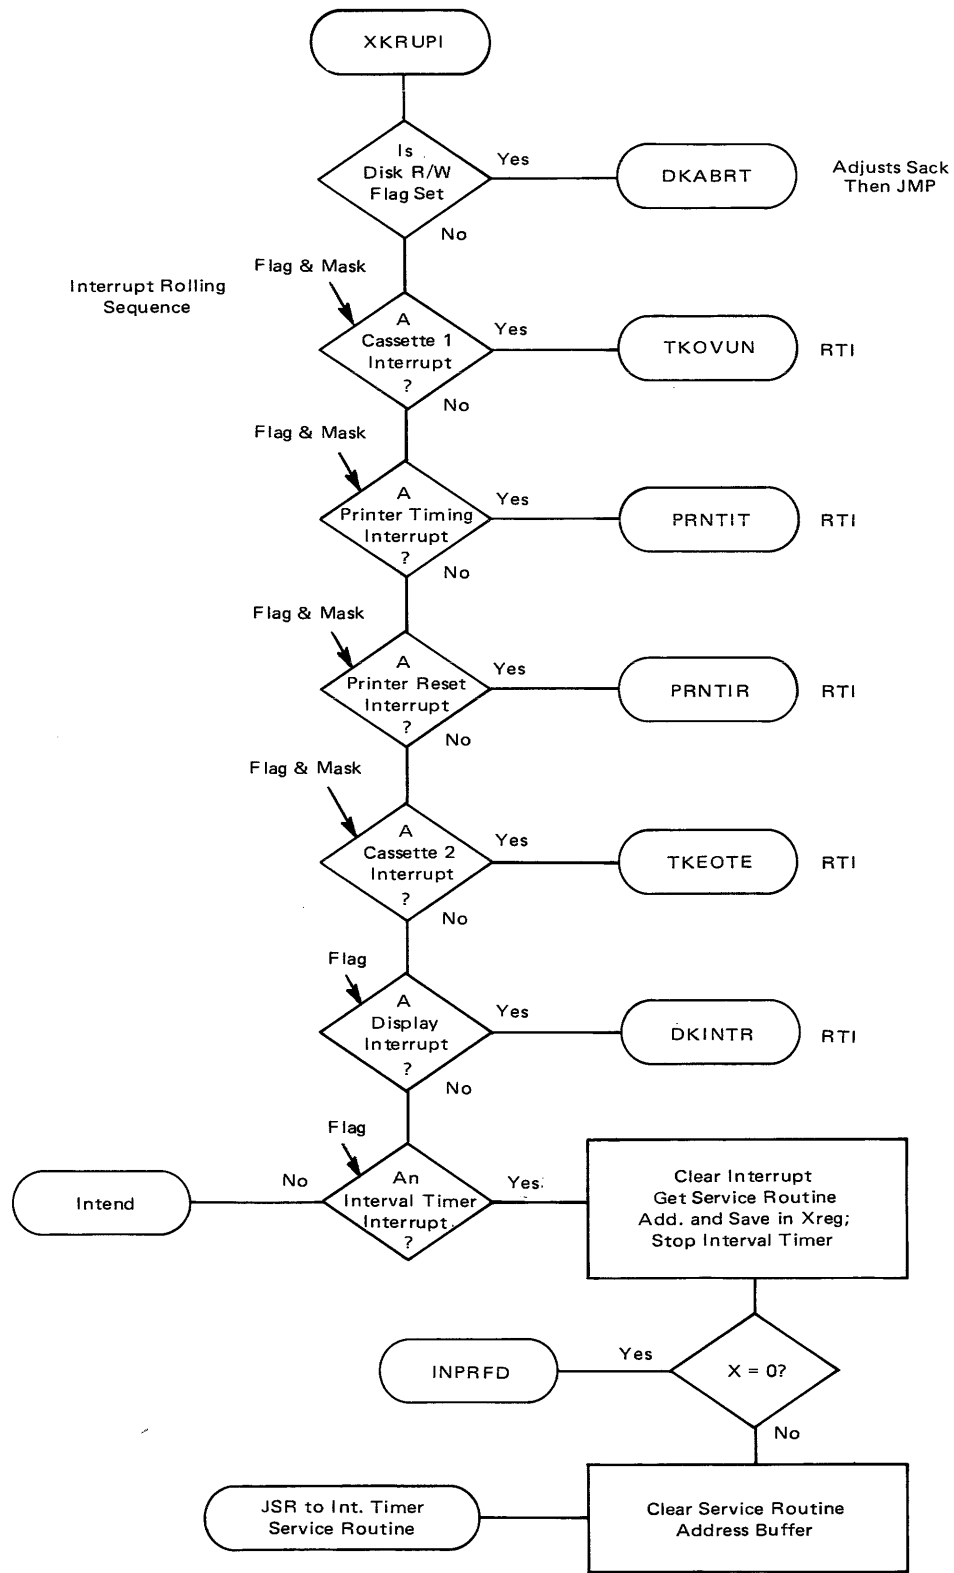 XKRUPI
Is
Disk R/W
Flag Set
Yes
DKABRT
Adjusts Sack
Then JMP
No
Flag & Mask
Interrupt Rolling
Sequence
A
Cassette 1
Interrupt
?
Yes
TKOVUN
RTI
No
Flag & Mask
A
Printer Timing
Interrupt
?
Yes
PRNTIT
RTI
No
Flag & Mask
A
Printer Reset
Interrupt
?
Yes
PRNTIR
RTI
No
Flag & Mask
A
Cassette 2
Interrupt
?
Yes
TKEOTE
RTI
No
Flag
A
Display
Interrupt
?
Yes
DKINTR
RTI
No
Flag
An
Interval Timer
Interrupt
?
No
Intend
Yes
Clear Interrupt
Get Service Routine
Add. and Save in Xreg;
Stop Interval Timer
X = 0?
Yes
INPRFD
No
Clear Service Routine
Address Buffer
JSR to Int. Timer
Service Routine